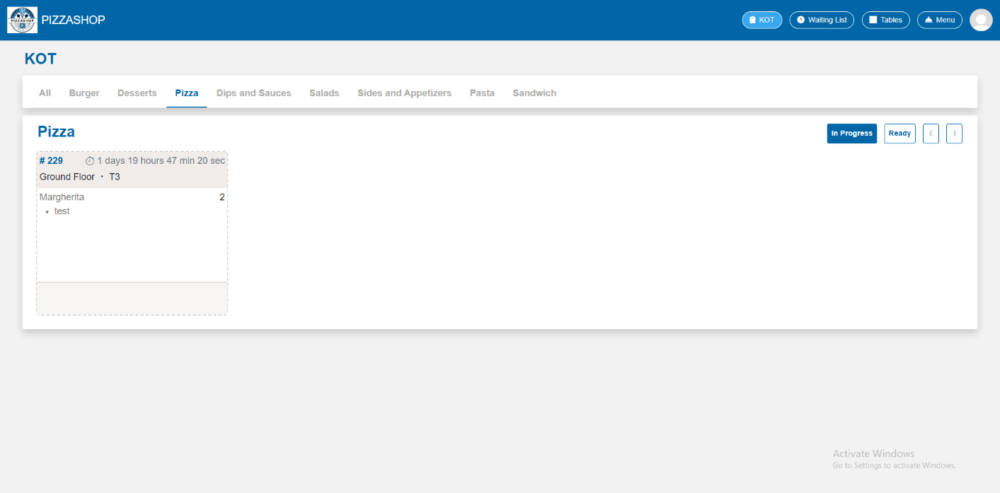 PIZZASHOP
PIZZASHOP
KOT
Waiting List
Tables
Menu
KOT
All Burger Desserts Pizza Dips and Sauces Salads Sides and Appetizers Pasta Sandwich
Pizza
In Progress
Ready
# 229 1 days 19 hours 47 min 20 sec
Ground Floor · T3
Margherita 2
• test
Activate Windows
Go to Settings to activate Windows.